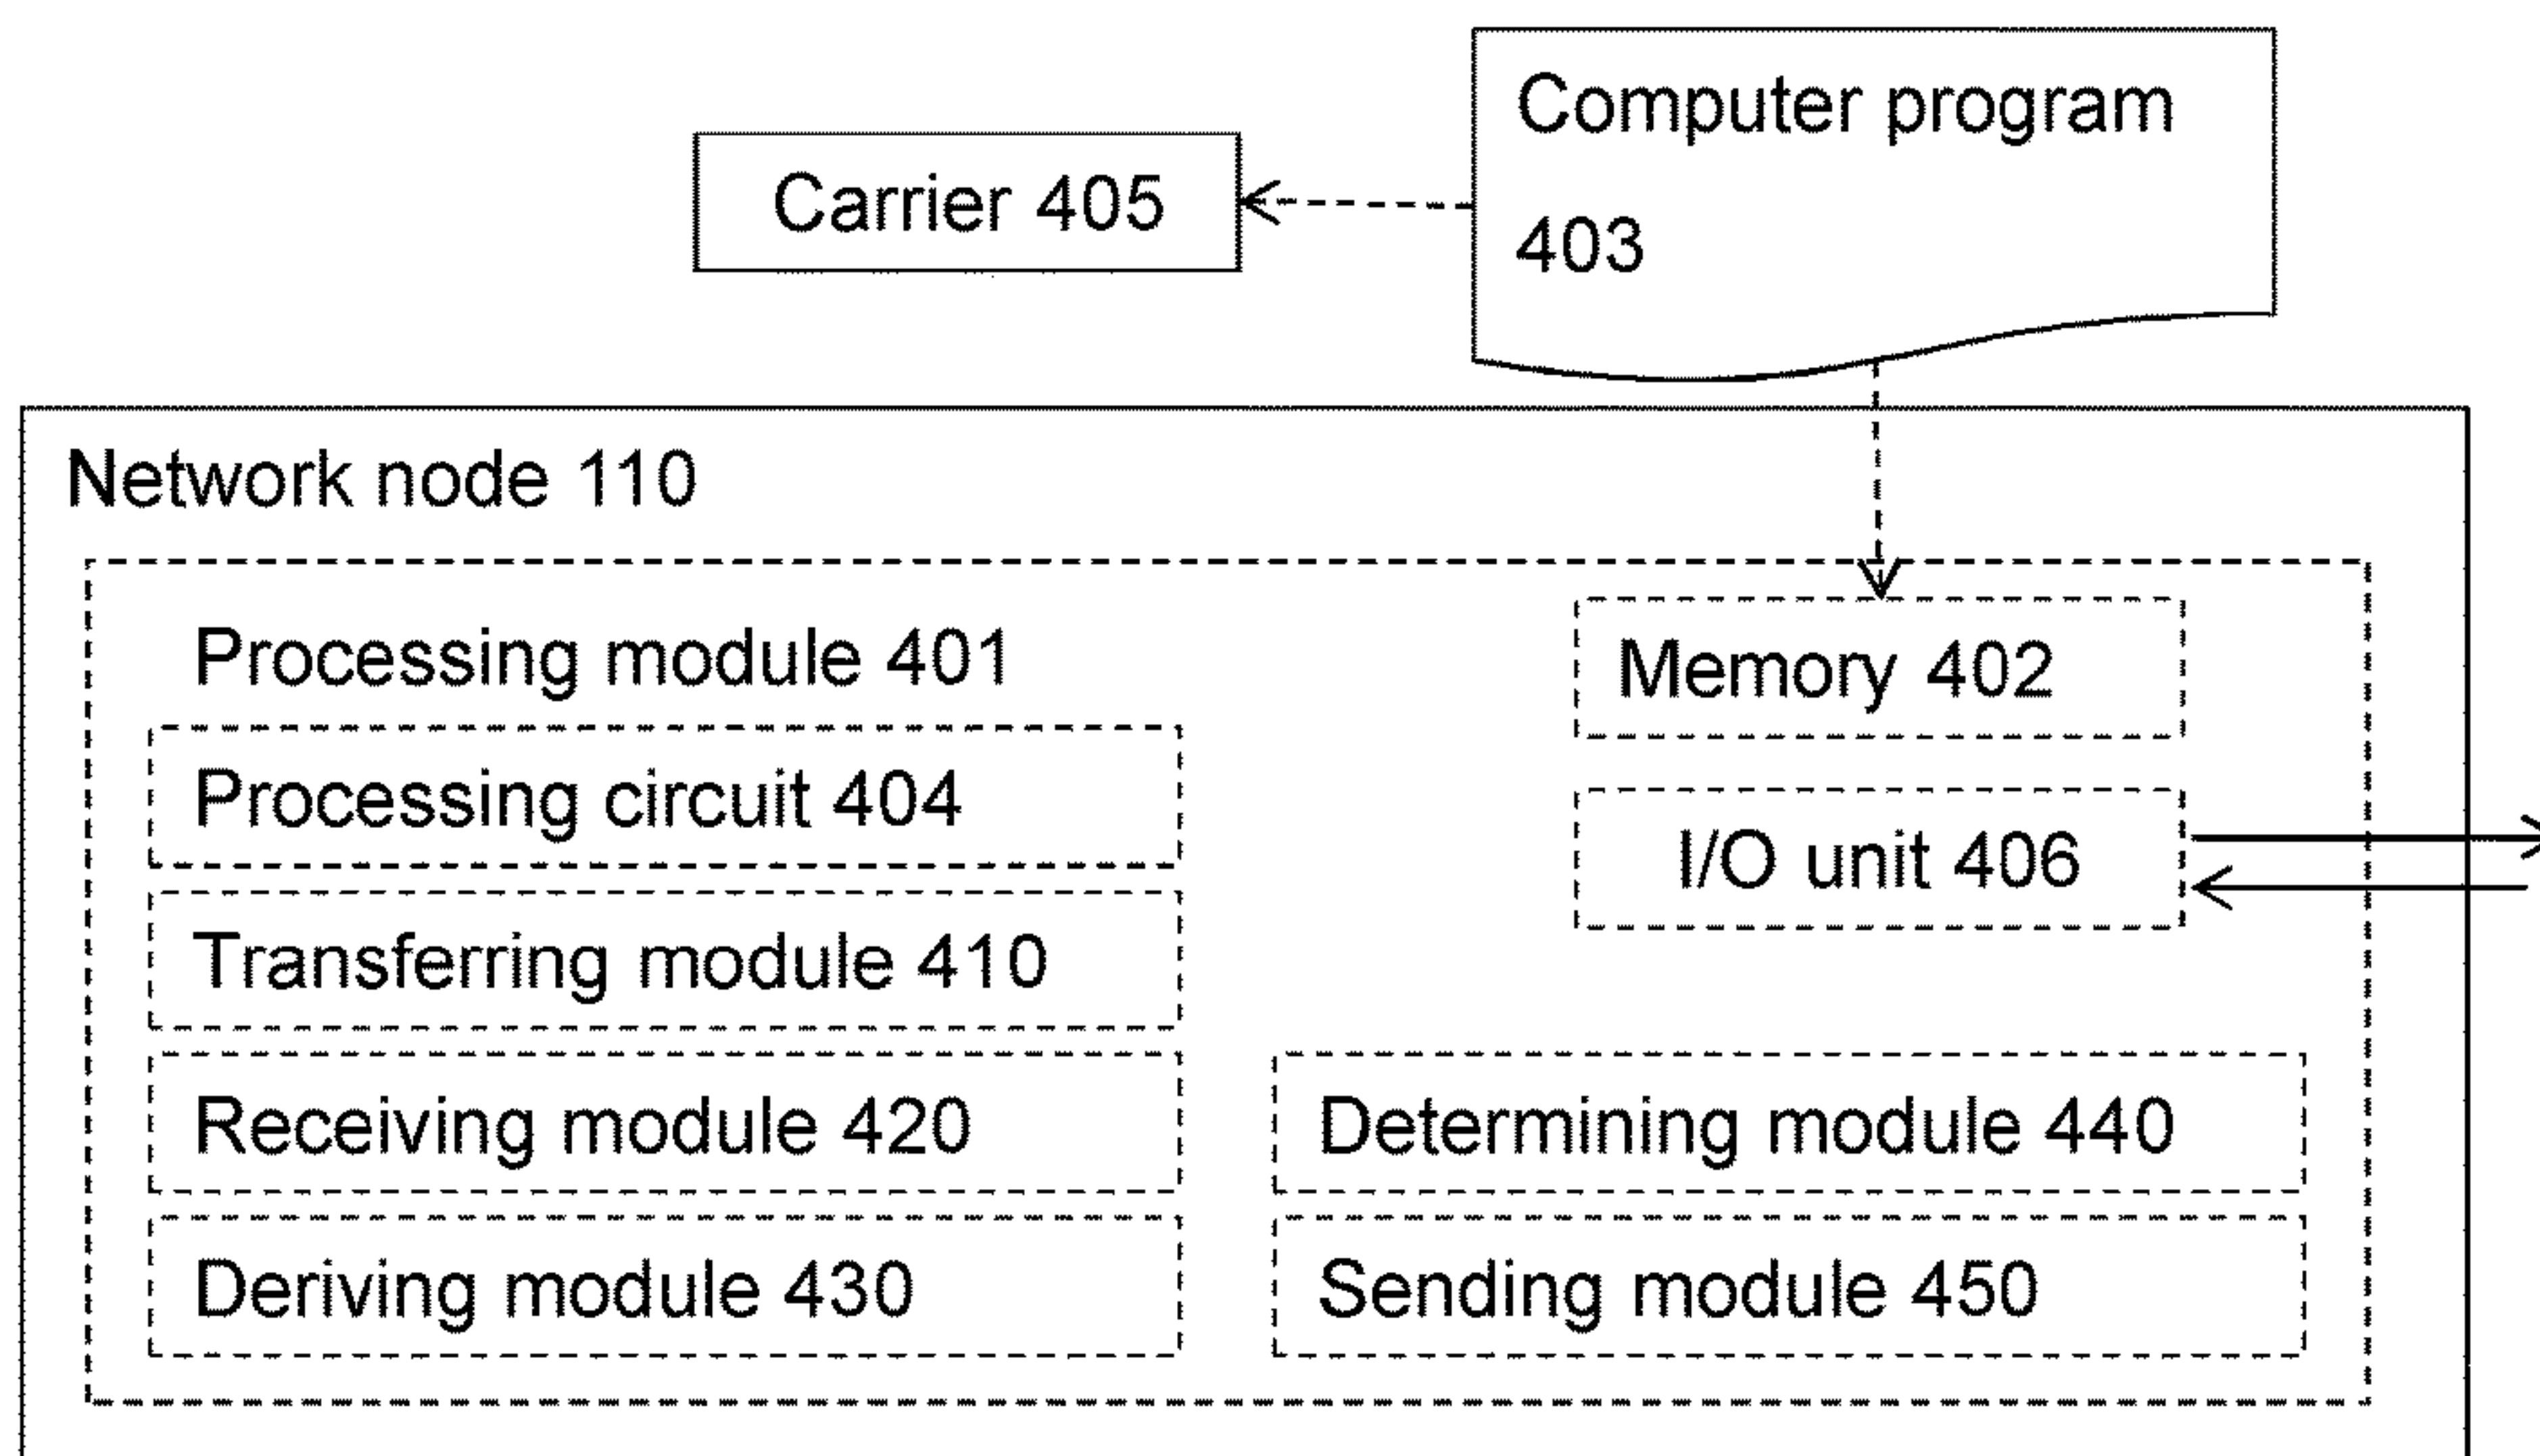 Computer program
403
Carrier 405
Network node 110
Processing module 401
Memory 402
Processing circuit 404
I/O unit 406
Transferring module 410
Receiving module 420
Determining module 440
Deriving module 430
Sending module 450